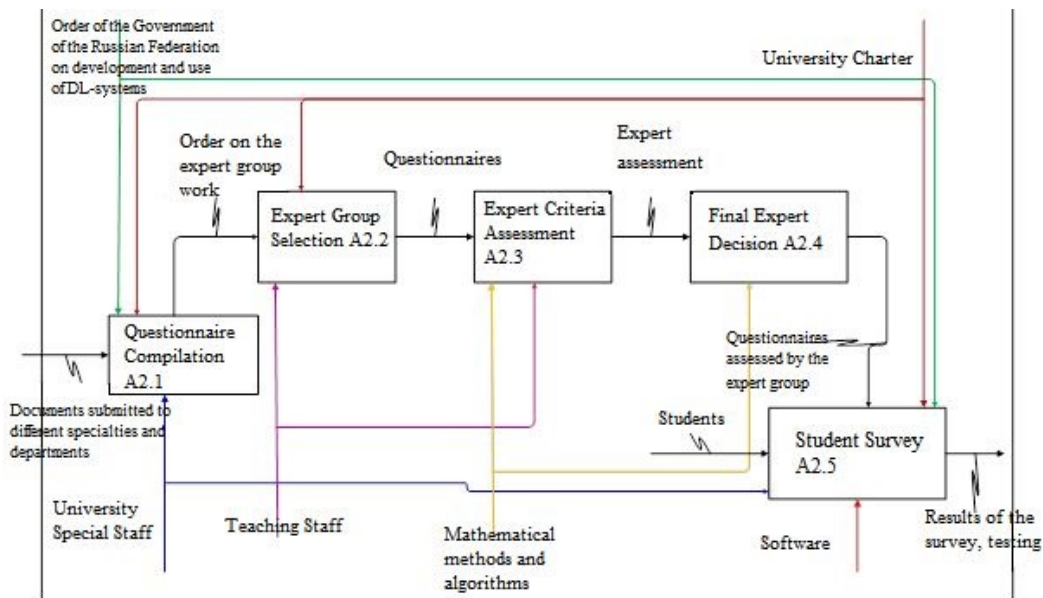 Order of the Government
of the Russian Federation
on development and use
of DL-systems
University Charter
Order on the
expert group
work
Questionnaires
Expert
assessment
Expert Group
Selection A2.2
Expert Criteria
Assessment
A2.3
Final Expert
Decision A2.4
Questionnaire
Compilation
A2.1
Questionnaires
assessed by the
expert group
Documents submitted to
different specialties and
departments
Students
Student Survey
A2.5
University
Special Staff
Teaching Staff
Mathematical
methods and
algorithms
Software
Results of the
survey, testing